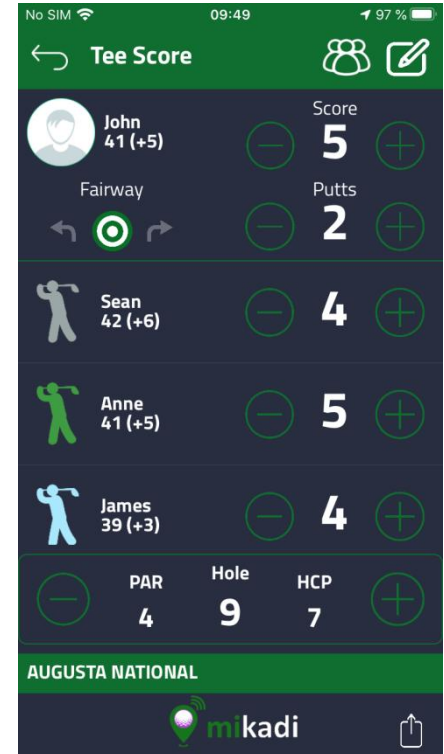 No SIM 09:49 97 %
Tee Score
John
41 (+5)
Score
5
Fairway
Putts
2
Sean
42 (+6)
4
Anne
41 (+5)
5
James
39 (+3)
4
PAR Hole HCP
4 9 7
AUGUSTA NATIONAL
mikadi